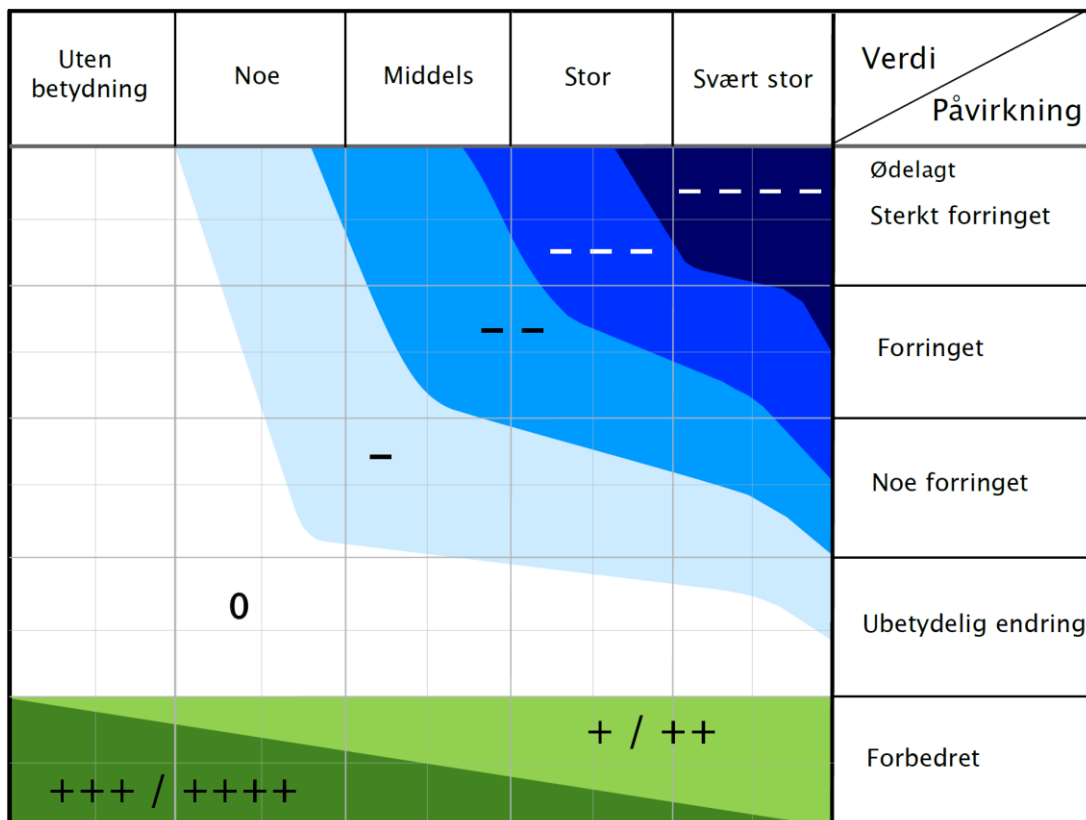 Uten
betydning
Noe
Middels
Stor
Svært stor
Verdi
Påvirkning
Ødelagt
Sterkt forringet
– – – –
– – –
Forringet
– –
Noe forringet
–
Ubetydelig endring
0
Forbedret
+ / ++
+++ / ++++